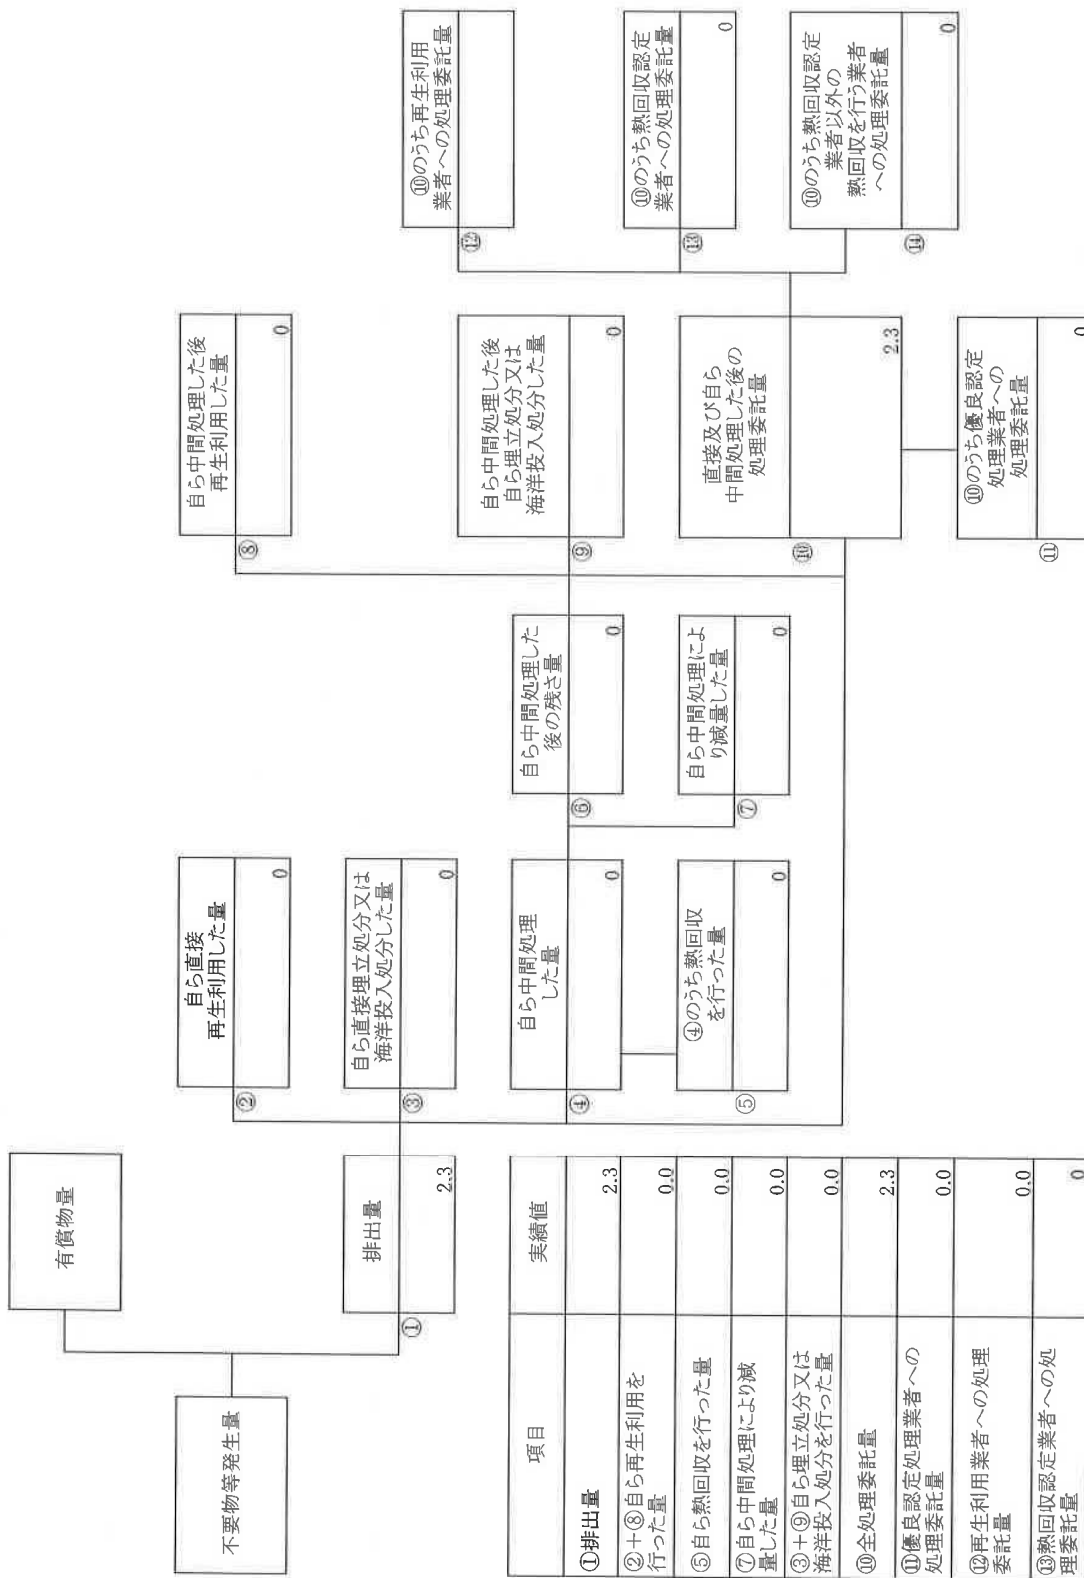 不要物等発生量
有償物量
①
排出量
2.3
②
自ら直接
再生利用した量
0
③
自ら直接埋立処分又は
海洋投入処分した量
0
④
自ら中間処理
した量
0
⑤
④のうち熱回収
を行った量
0
⑥
自ら中間処理した
後の残さ量
0
⑦
自ら中間処理によ
り減量した量
0
⑧
自ら中間処理した後
再生利用した量
0
⑨
自ら中間処理した後
自ら埋立処分又は
海洋投入処分した量
0
⑩
直接及び自ら
中間処理した後の
処理委託量
2.3
⑪
⑩のうち優良認定
処理業者への
処理委託量
0
⑫
⑩のうち再生利用
業者への処理委託量
⑬
⑩のうち熱回収認定
業者への処理委託量
0
⑭
⑩のうち熱回収認定
業者以外の
熱回収を行う業者
への処理委託量
0
項目 実績値
①排出量 2.3
②+⑧自ら再生利用を
行った量 0.0
⑤自ら熱回収を行った量 0.0
⑦自ら中間処理により減
量した量 0.0
③+⑨自ら埋立処分又は
海洋投入処分を行った量 0.0
⑩全処理委託量 2.3
⑪優良認定処理業者への
処理委託量 0.0
⑫再生利用業者への処理
委託量 0.0
⑬熱回収認定業者への処
理委託量 0